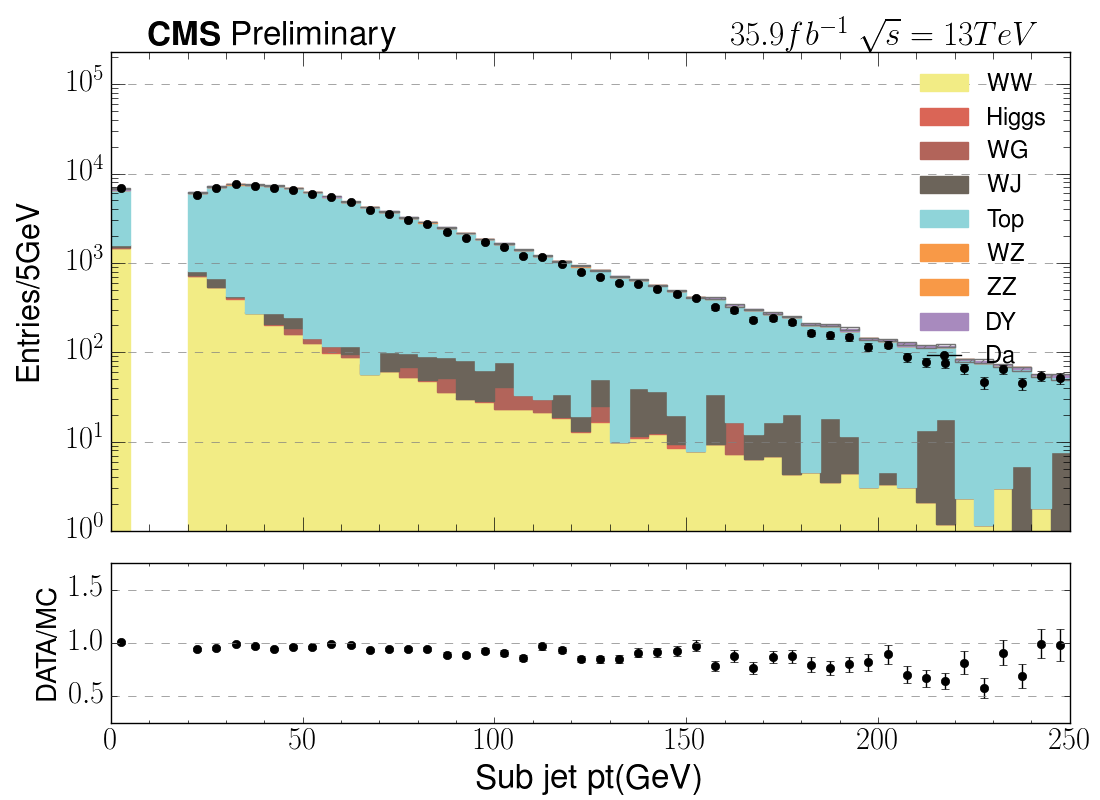 CMS Preliminary 35.9fb⁻¹ √s = 13TeV
WW
Higgs
WG
WJ
Top
WZ
ZZ
DY
Da
10⁵
10⁴
10³
10²
10¹
10⁰
Entries/5GeV
1.5
1.0
0.5
DATA/MC
0 50 100 150 200 250
Sub jet pt(GeV)